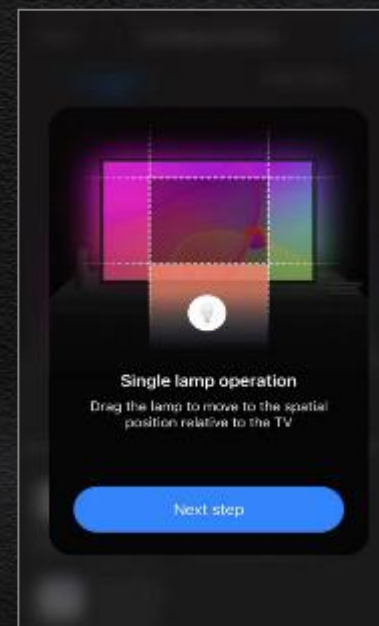 Single lamp operation
Drag the lamp to move to the spatial
position relative to the TV
Next step